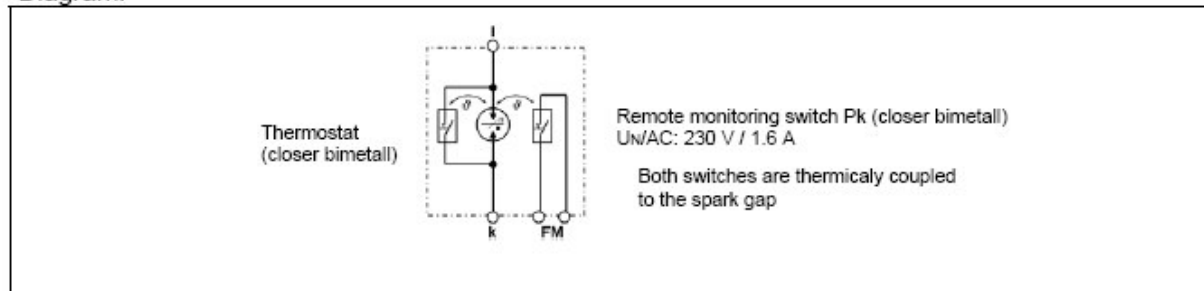 Diagram:
l
ϑ ϑ
Thermostat
(closer bimetall)
Remote monitoring switch Pk (closer bimetall)
UN/AC: 230 V / 1.6 A
Both switches are thermicaly coupled
to the spark gap
k FM